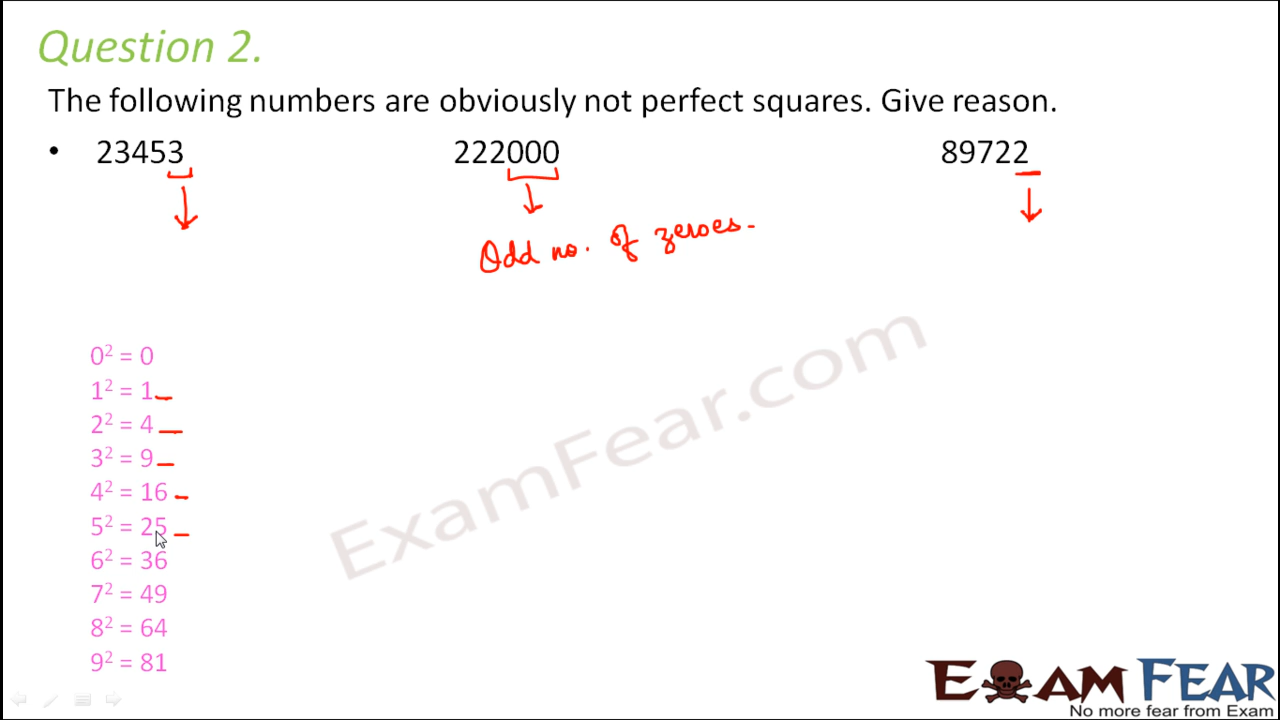 Question 2.
The following numbers are obviously not perfect squares. Give reason.
• 23453 222000 89722
Odd no. of zeroes.
0² = 0
1² = 1
2² = 4
3² = 9
4² = 16
5² = 25
6² = 36
7² = 49
8² = 64
9² = 81
ExamFear.com
EXAM FEAR
No more fear from Exam